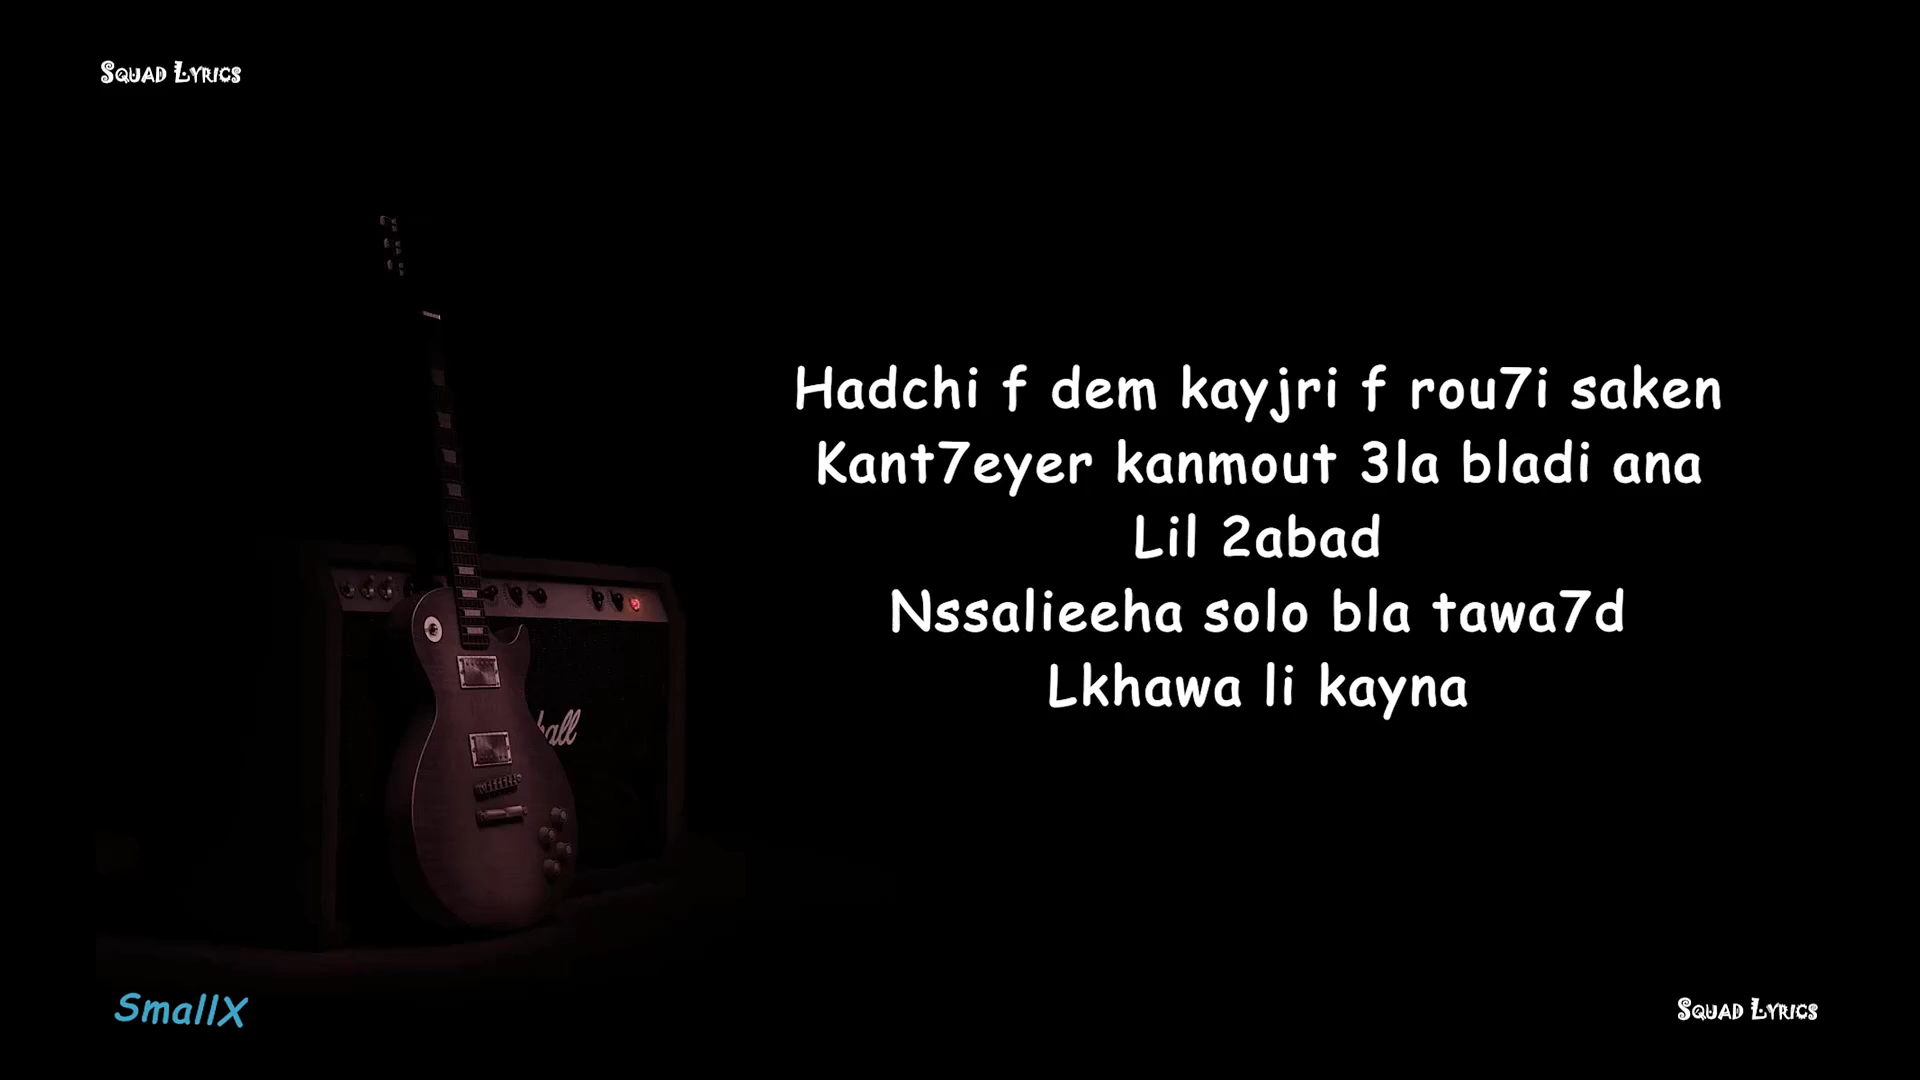 Squad Lyrics
Hadchi f dem kayjri f rou7i saken
Kant7eyer kanmout 3la bladi ana
Lil 2abad
Nssalieeha solo bla tawa7d
Lkhawa li kayna
hall
SmallX
Squad Lyrics